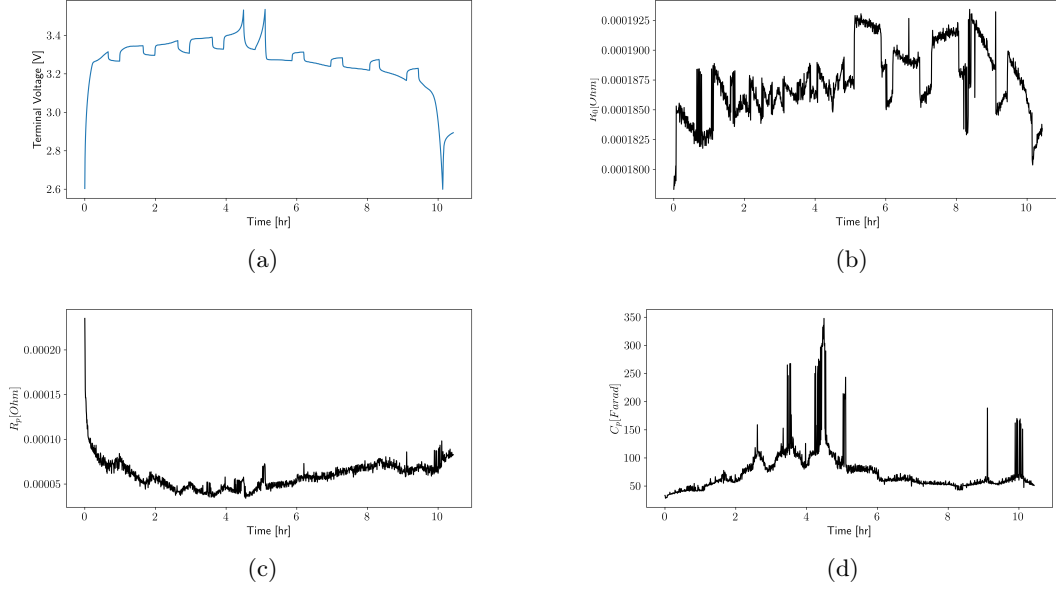 3.4
3.2
3.0
2.8
2.6
Terminal Voltage [V]
0 2 4 6 8 10
Time [hr]
(a)
0.0001925
0.0001900
0.0001875
0.0001850
0.0001825
0.0001800
R_0[Ohm]
0 2 4 6 8 10
Time [hr]
(b)
0.00020
0.00015
0.00010
0.00005
R_p[Ohm]
0 2 4 6 8 10
Time [hr]
(c)
350
300
250
200
150
100
50
C_p[Farad]
0 2 4 6 8 10
Time [hr]
(d)